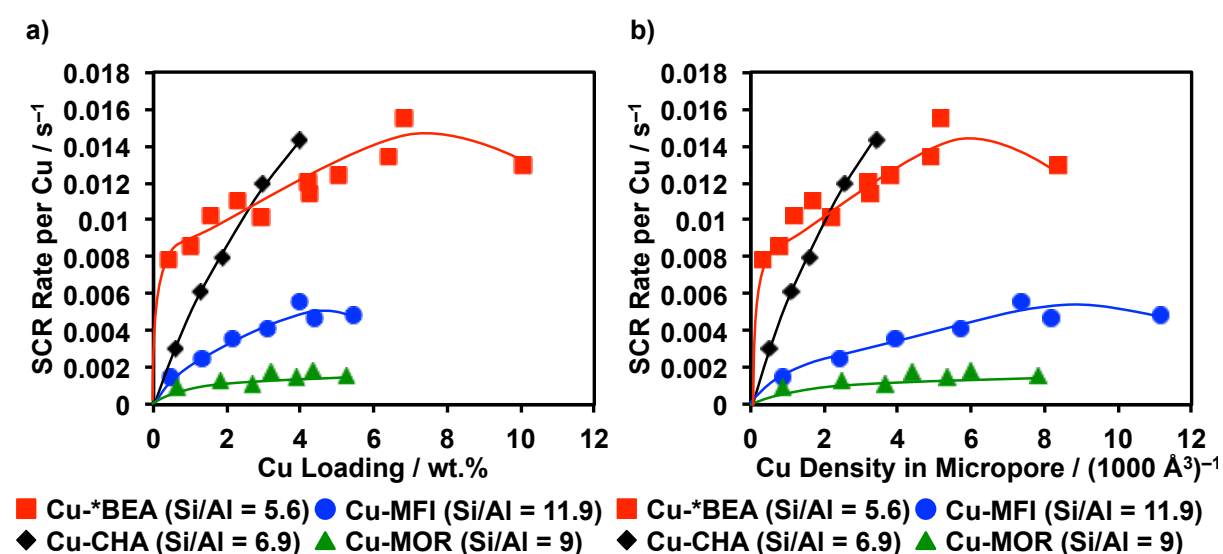 a)
0.018
0.016
0.014
0.012
0.01
0.008
0.006
0.004
0.002
0
SCR Rate per Cu / s⁻¹
0 2 4 6 8 10 12
Cu Loading / wt.%
b)
0.018
0.016
0.014
0.012
0.01
0.008
0.006
0.004
0.002
0
SCR Rate per Cu / s⁻¹
0 2 4 6 8 10 12
Cu Density in Micropore / (1000 Å³)⁻¹
Cu-*BEA (Si/Al = 5.6) Cu-MFI (Si/Al = 11.9)
Cu-CHA (Si/Al = 6.9) Cu-MOR (Si/Al = 9)
Cu-*BEA (Si/Al = 5.6) Cu-MFI (Si/Al = 11.9)
Cu-CHA (Si/Al = 6.9) Cu-MOR (Si/Al = 9)